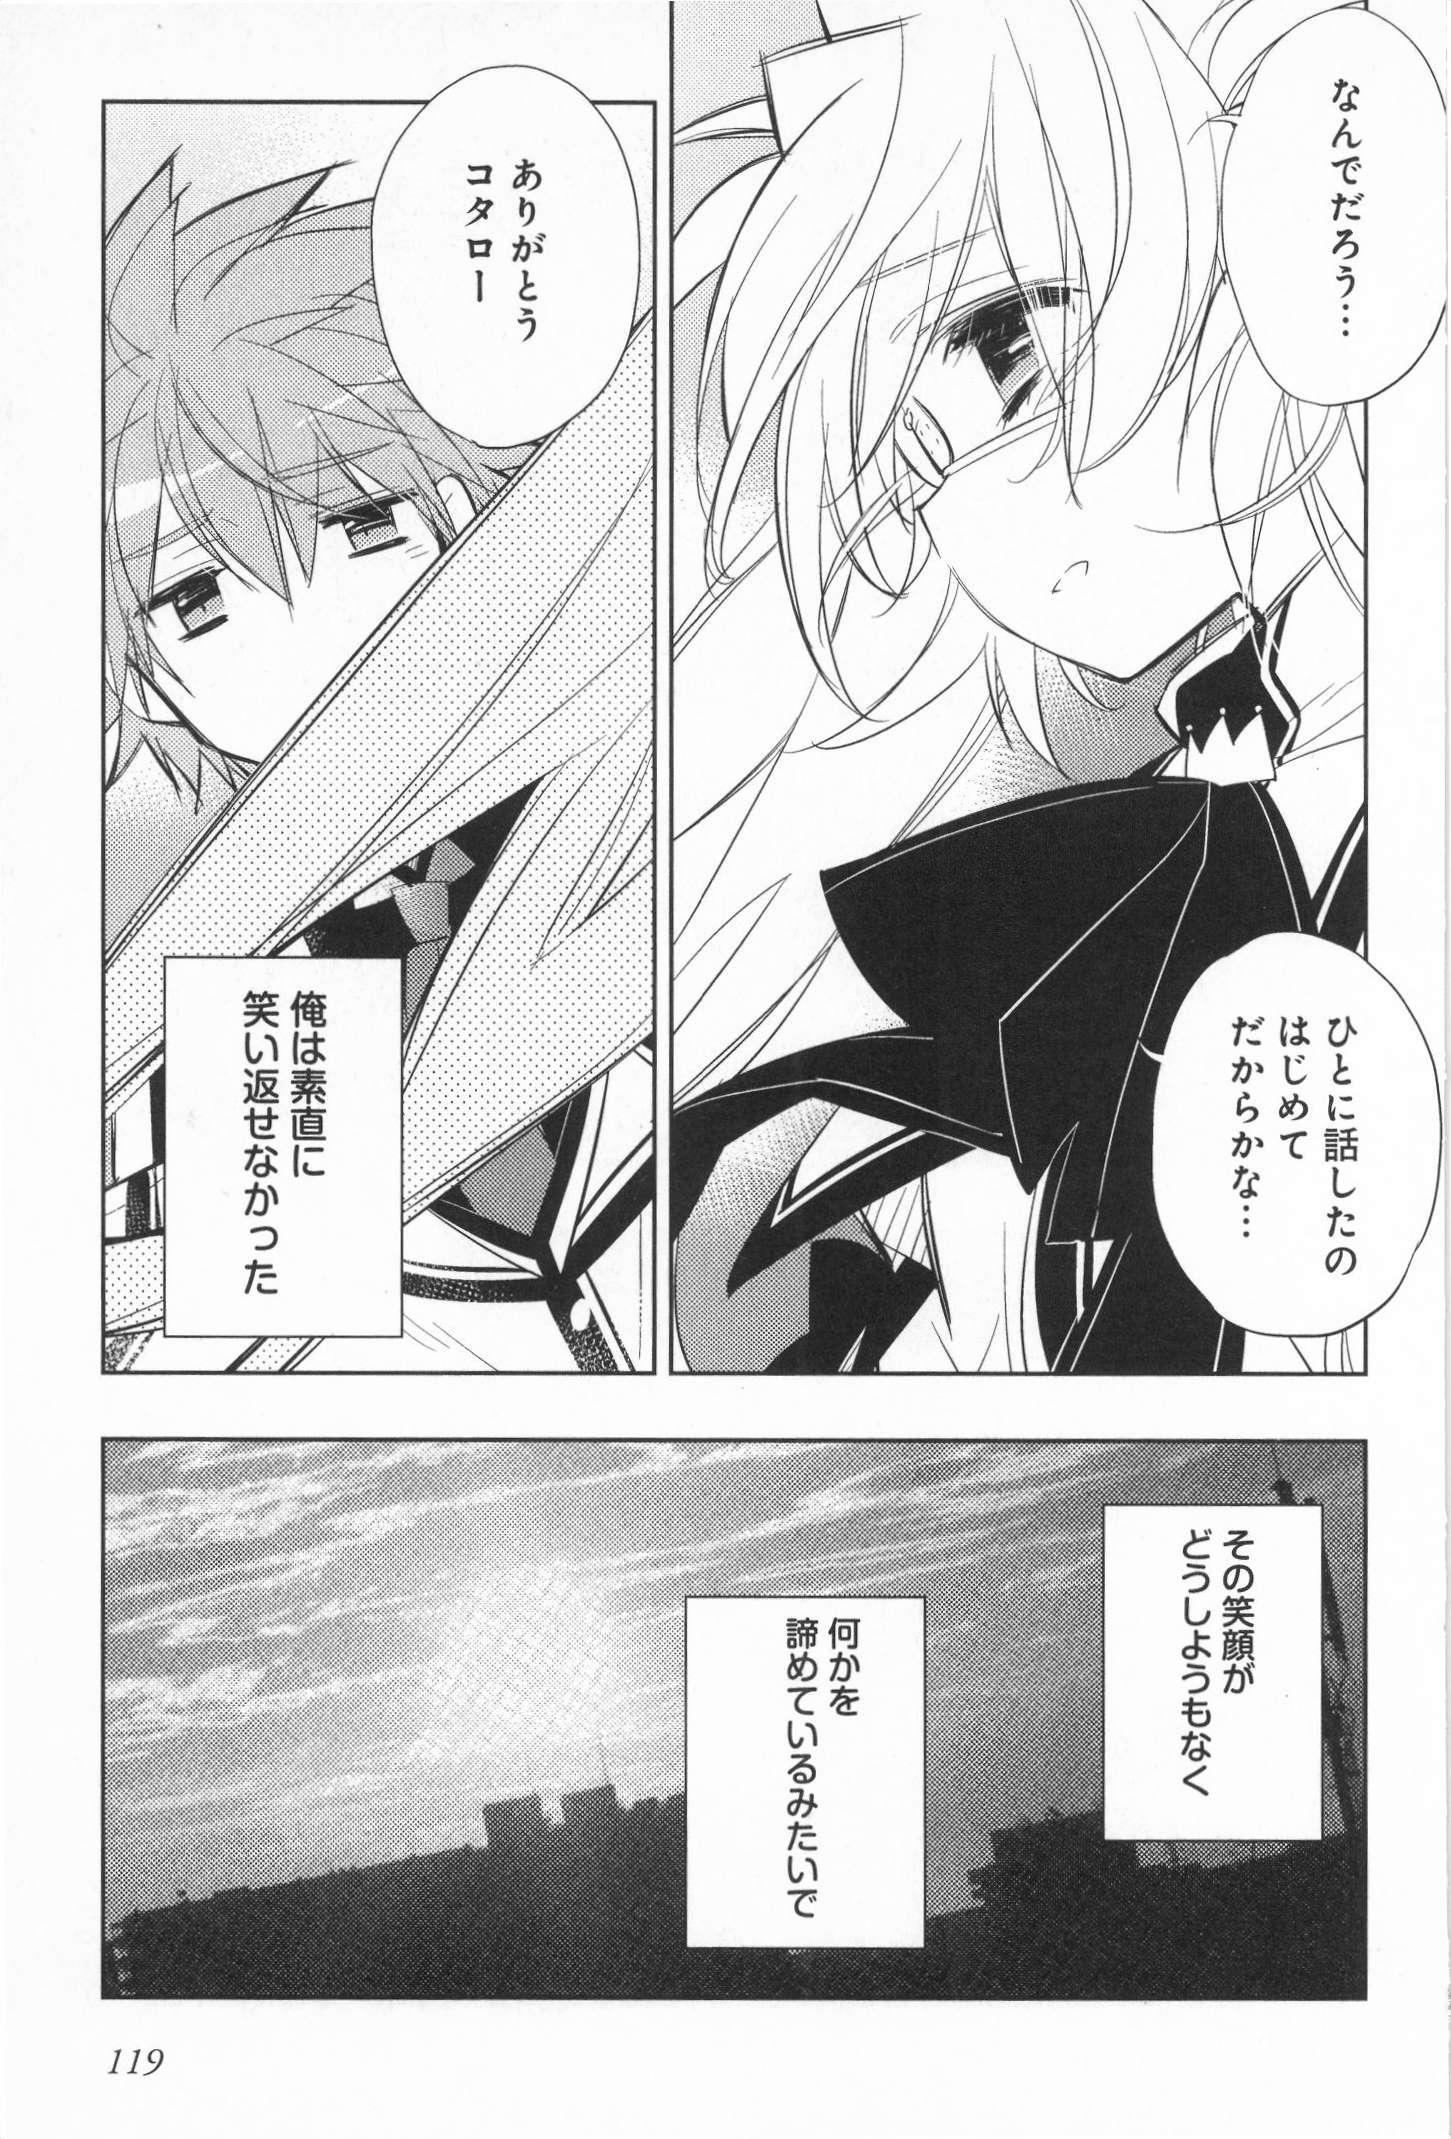 なんでだろう…
ひとに話したの
はじめて
だからかな…
ありがとう
コタロー
俺は素直に
笑い返せなかった
その笑顔が
どうしようもなく
何かを
諦めているみたいで
119